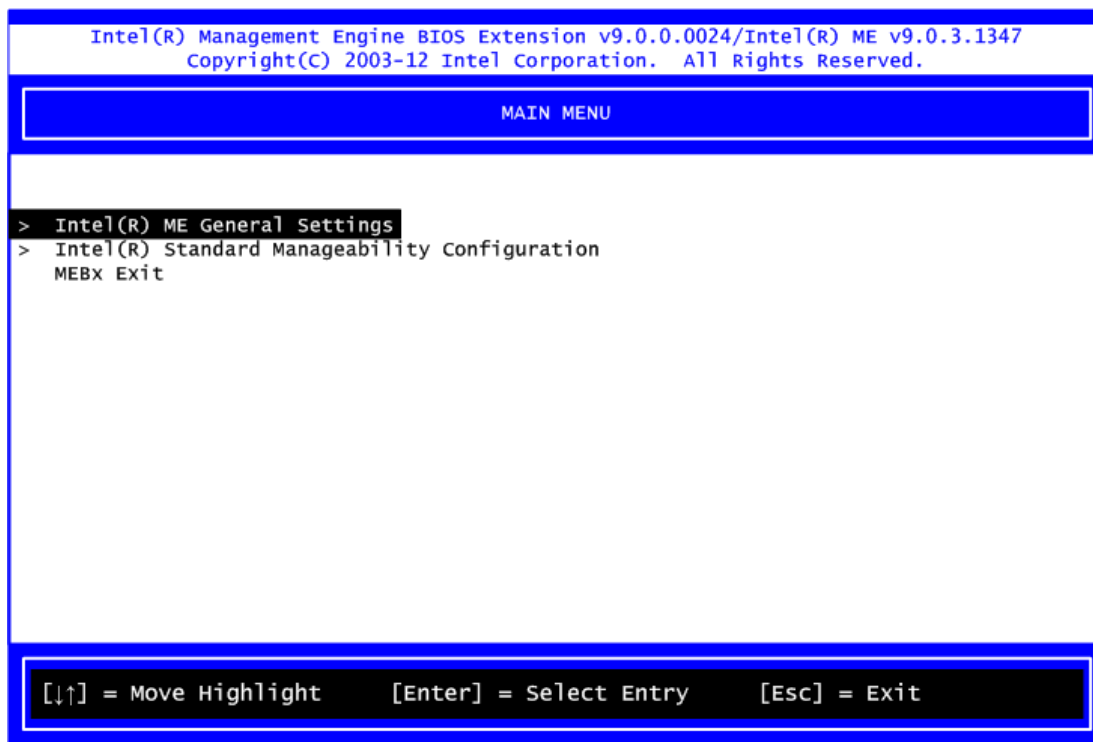 Intel(R) Management Engine BIOS Extension v9.0.0.0024/Intel(R) ME v9.0.3.1347
Copyright(C) 2003-12 Intel Corporation. All Rights Reserved.
MAIN MENU
> Intel(R) ME General Settings
> Intel(R) Standard Manageability Configuration
MEBx Exit
[↓↑] = Move Highlight [Enter] = Select Entry [Esc] = Exit